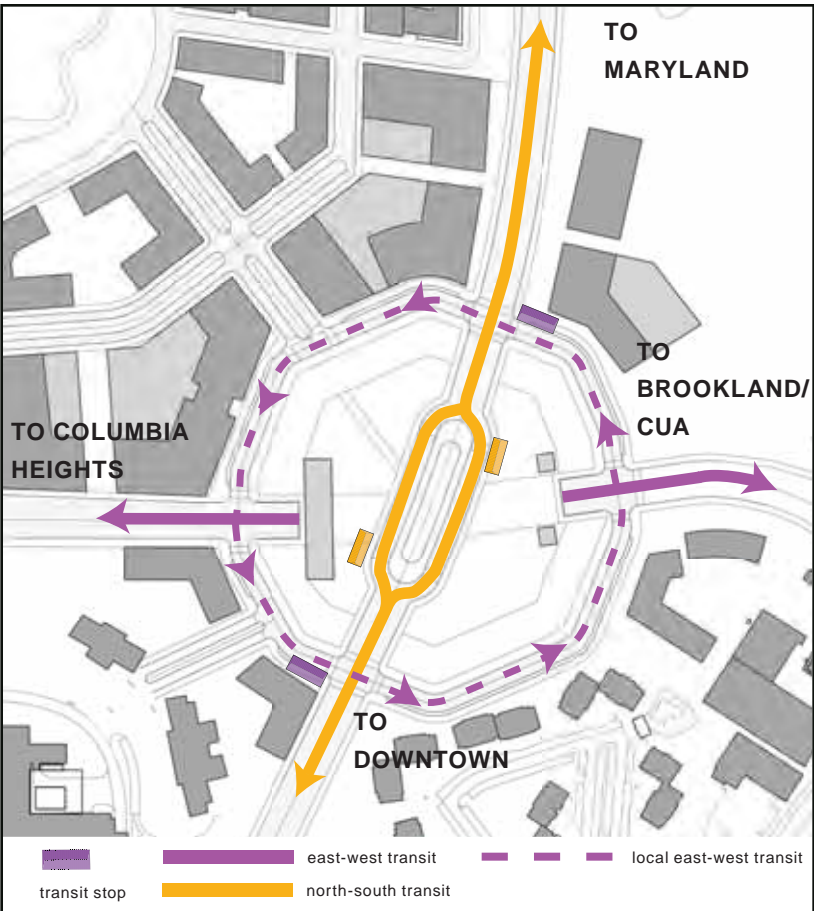 TO
MARYLAND
TO
BROOKLAND/
CUA
TO COLUMBIA
HEIGHTS
TO
DOWNTOWN
east-west transit
local east-west transit
transit stop
north-south transit